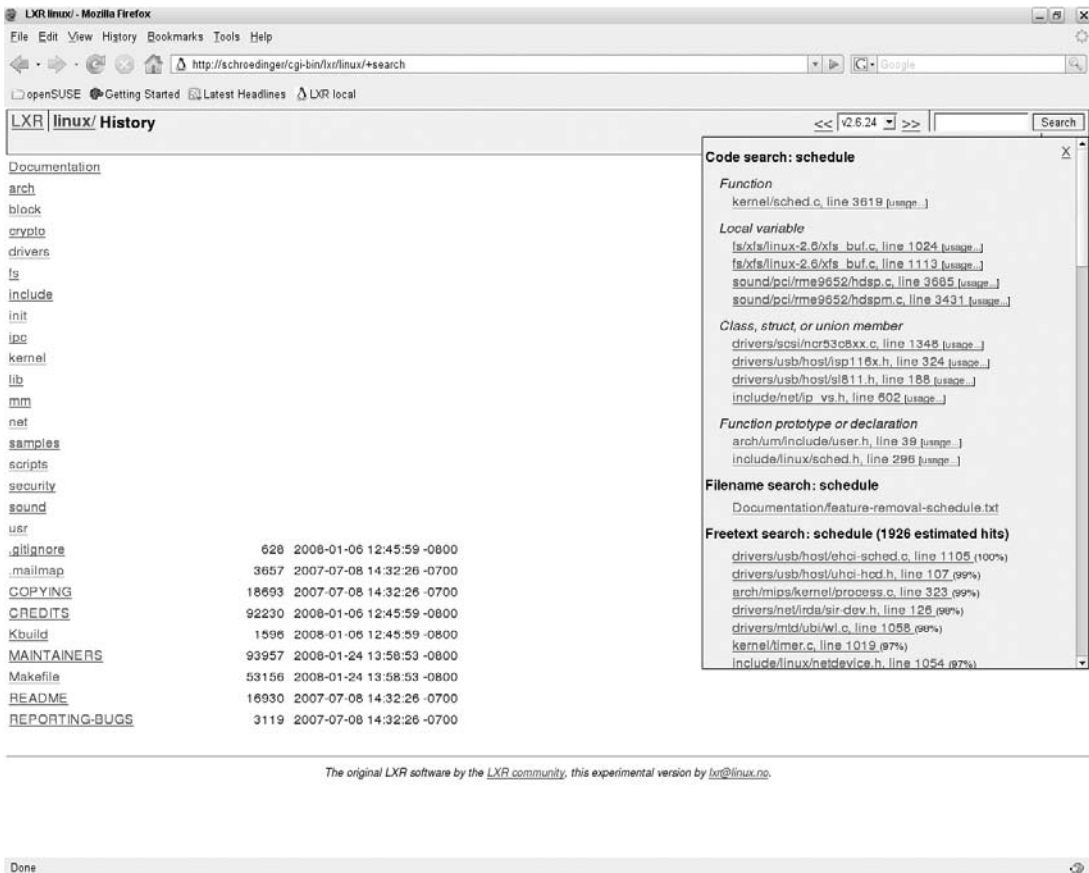 LXR linux/ - Mozilla Firefox
File Edit View History Bookmarks Tools Help
http://schroedinger/cgi-bin/lxr/linux/+search
Google
openSUSE Getting Started Latest Headlines LXR local
LXR linux/ History
<< v2.6.24 >> Search
Documentation
arch
block
crypto
drivers
fs
include
init
ipc
kernel
lib
mm
net
samples
scripts
security
sound
usr
.gitignore 628 2008-01-06 12:45:59 -0800
.mailmap 3657 2007-07-08 14:32:26 -0700
COPYING 18693 2007-07-08 14:32:26 -0700
CREDITS 92230 2008-01-06 12:45:59 -0800
Kbuild 1596 2008-01-06 12:45:59 -0800
MAINTAINERS 93957 2008-01-24 13:58:53 -0800
Makefile 53156 2008-01-24 13:58:53 -0800
README 16930 2007-07-08 14:32:26 -0700
REPORTING-BUGS 3119 2007-07-08 14:32:26 -0700
X
Code search: schedule
Function
kernel/sched.c, line 3619 [usage...]
Local variable
fs/xfs/linux-2.6/xfs_buf.c, line 1024 [usage...]
fs/xfs/linux-2.6/xfs_buf.c, line 1113 [usage...]
sound/pci/rme9652/hdsp.c, line 3685 [usage...]
sound/pci/rme9652/hdspm.c, line 3431 [usage...]
Class, struct, or union member
drivers/scsi/ncr53c8xx.c, line 1348 [usage...]
drivers/usb/host/isp116x.h, line 324 [usage...]
drivers/usb/host/sl811.h, line 188 [usage...]
include/net/ip_vs.h, line 602 [usage...]
Function prototype or declaration
arch/um/include/user.h, line 39 [usage...]
include/linux/sched.h, line 296 [usage...]
Filename search: schedule
Documentation/feature-removal-schedule.txt
Freetext search: schedule (1926 estimated hits)
drivers/usb/host/ehci-sched.c, line 1105 (100%)
drivers/usb/host/uhci-hcd.h, line 107 (99%)
arch/mips/kernel/process.c, line 323 (99%)
drivers/net/irda/sir-dev.h, line 126 (98%)
drivers/mtd/ubi/wl.c, line 1058 (98%)
kernel/timer.c, line 1019 (97%)
include/linux/netdevice.h, line 1054 (97%)
The original LXR software by the LXR community, this experimental version by lxr@linux.no.
Done